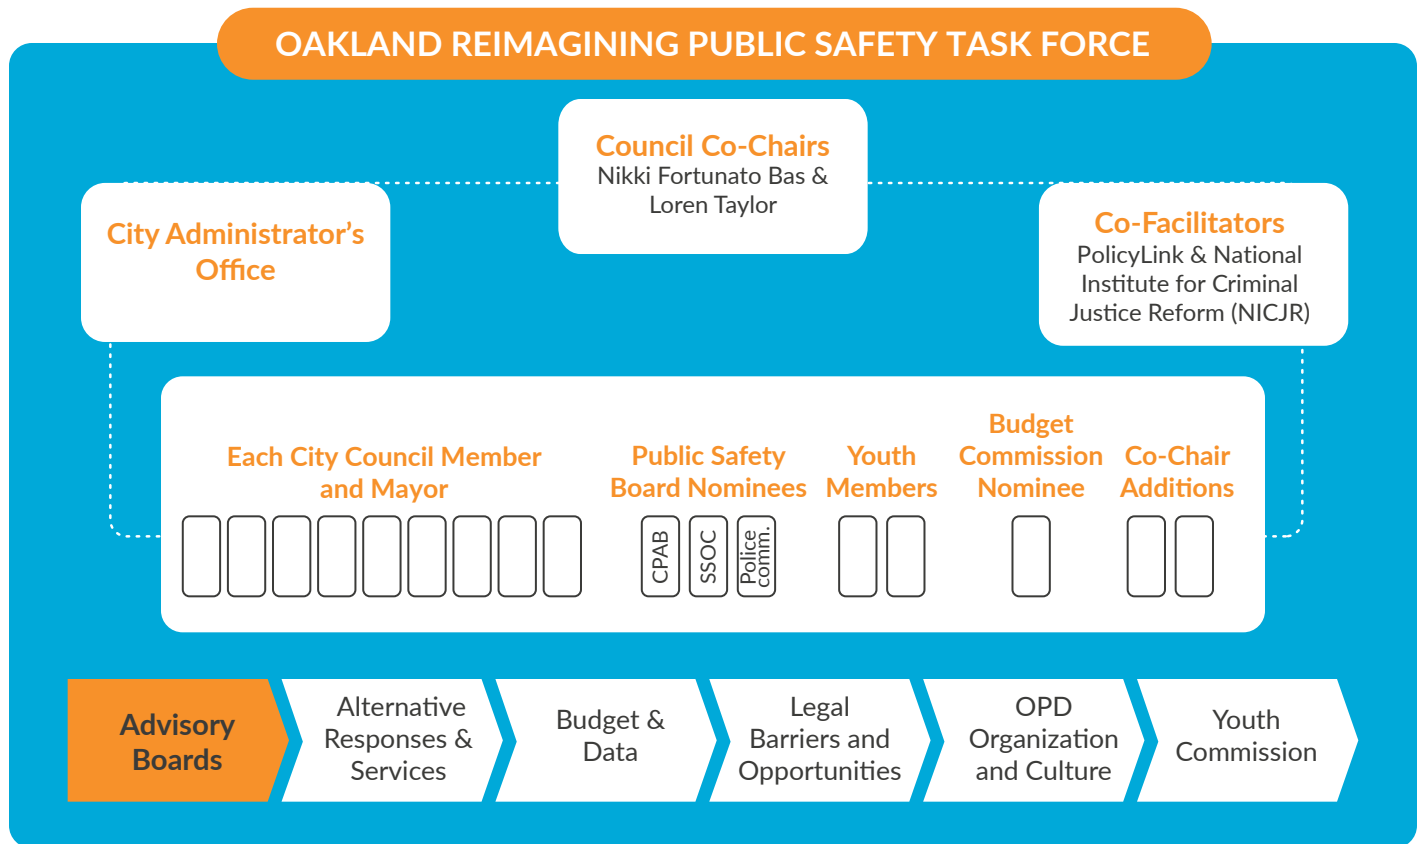 OAKLAND REIMAGINING PUBLIC SAFETY TASK FORCE
Council Co-Chairs
Nikki Fortunato Bas &
Loren Taylor
City Administrator's
Office
Co-Facilitators
PolicyLink & National
Institute for Criminal
Justice Reform (NICJR)
Each City Council Member
and Mayor
Public Safety
Board Nominees
CPAB
SSOC
Police
comm.
Youth
Members
Budget
Commission
Nominee
Co-Chair
Additions
Advisory
Boards
Alternative
Responses &
Services
Budget &
Data
Legal
Barriers and
Opportunities
OPD
Organization
and Culture
Youth
Commission